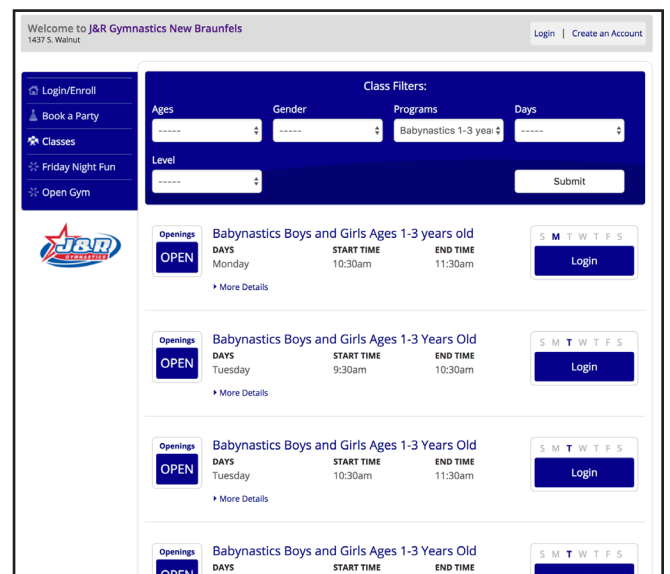 Welcome to J&R Gymnastics New Braunfels
1437 S. Walnut
Login | Create an Account
Login/Enroll
Book a Party
Classes
Friday Night Fun
Open Gym
J&R
GYMNASTICS
Class Filters:
Ages Gender Programs Days
----- ----- Babynastics 1-3 year -----
Level
----- Submit
Openings
OPEN
Babynastics Boys and Girls Ages 1-3 years old
DAYS START TIME END TIME
Monday 10:30am 11:30am
More Details
S M T W T F S
Login
Openings
OPEN
Babynastics Boys and Girls Ages 1-3 Years Old
DAYS START TIME END TIME
Tuesday 9:30am 10:30am
More Details
S M T W T F S
Login
Openings
OPEN
Babynastics Boys and Girls Ages 1-3 Years Old
DAYS START TIME END TIME
Tuesday 10:30am 11:30am
More Details
S M T W T F S
Login
Openings
OPEN
Babynastics Boys and Girls Ages 1-3 Years Old
DAYS START TIME END TIME
S M T W T F S